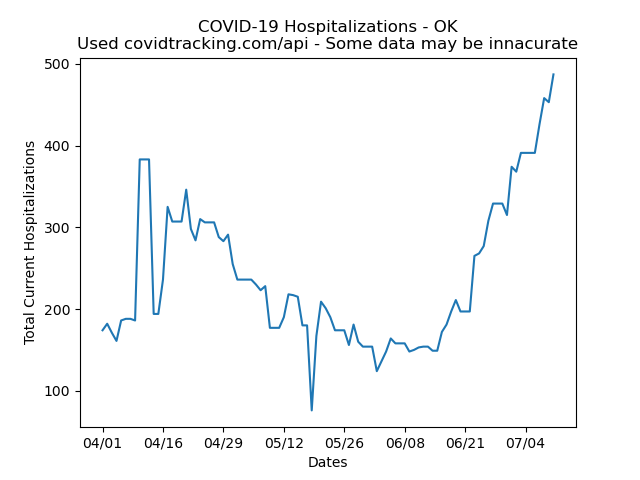 COVID-19 Hospitalizations - OK
Used covidtracking.com/api - Some data may be innacurate
500
400
300
200
100
Total Current Hospitalizations
04/01 04/16 04/29 05/12 05/26 06/08 06/21 07/04
Dates